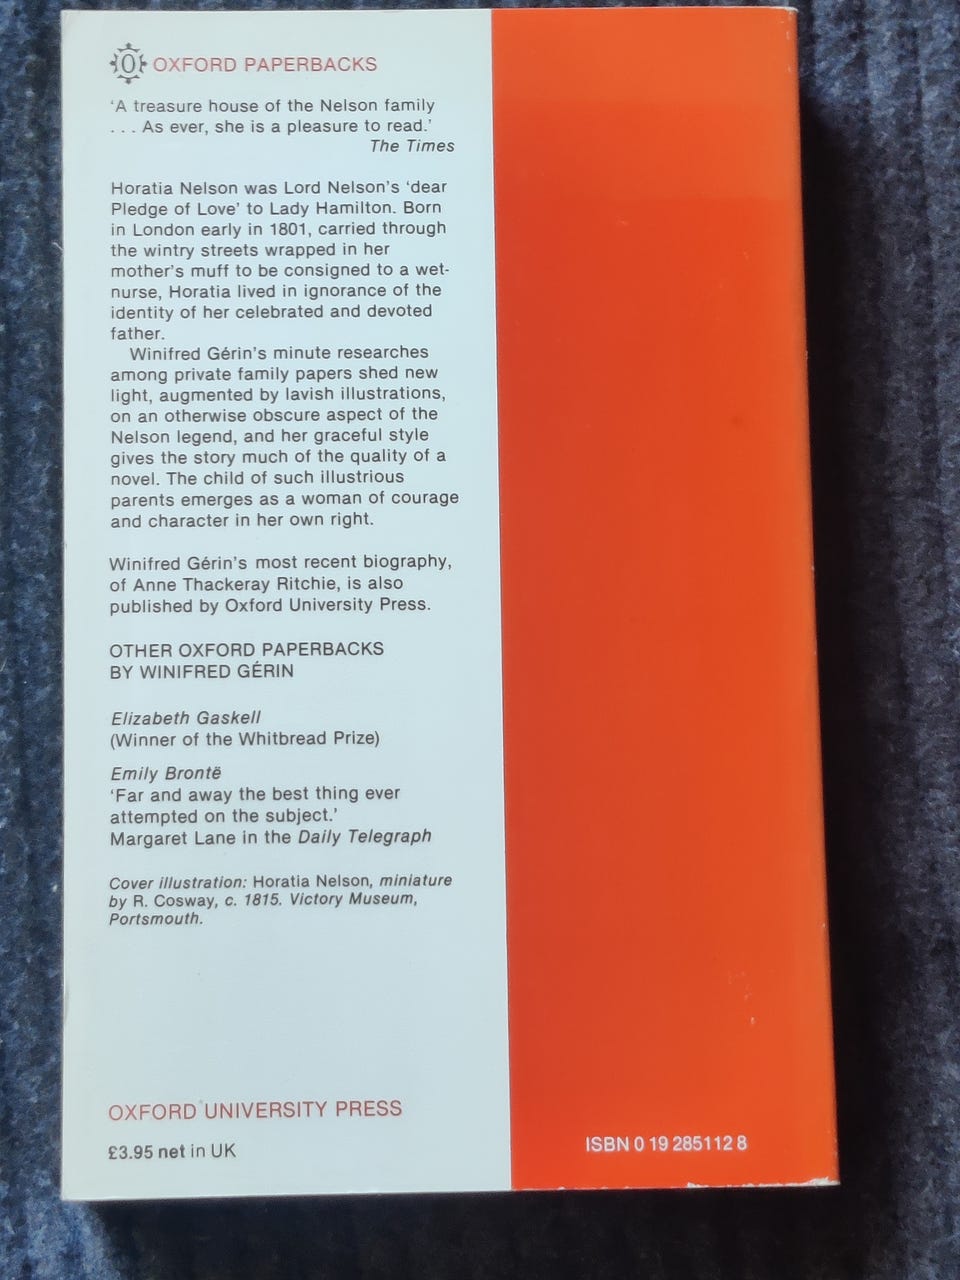 OXFORD PAPERBACKS
‘A treasure house of the Nelson family
. . . As ever, she is a pleasure to read.’
The Times
Horatia Nelson was Lord Nelson’s ‘dear
Pledge of Love’ to Lady Hamilton. Born
in London early in 1801, carried through
the wintry streets wrapped in her
mother’s muff to be consigned to a wet-
nurse, Horatia lived in ignorance of the
identity of her celebrated and devoted
father.
Winifred Gérin’s minute researches
among private family papers shed new
light, augmented by lavish illustrations,
on an otherwise obscure aspect of the
Nelson legend, and her graceful style
gives the story much of the quality of a
novel. The child of such illustrious
parents emerges as a woman of courage
and character in her own right.
Winifred Gérin’s most recent biography,
of Anne Thackeray Ritchie, is also
published by Oxford University Press.
OTHER OXFORD PAPERBACKS
BY WINIFRED GÉRIN
Elizabeth Gaskell
(Winner of the Whitbread Prize)
Emily Brontë
‘Far and away the best thing ever
attempted on the subject.’
Margaret Lane in the Daily Telegraph
Cover illustration: Horatia Nelson, miniature
by R. Cosway, c. 1815. Victory Museum,
Portsmouth.
OXFORD UNIVERSITY PRESS
£3.95 net in UK
ISBN 0 19 285112 8